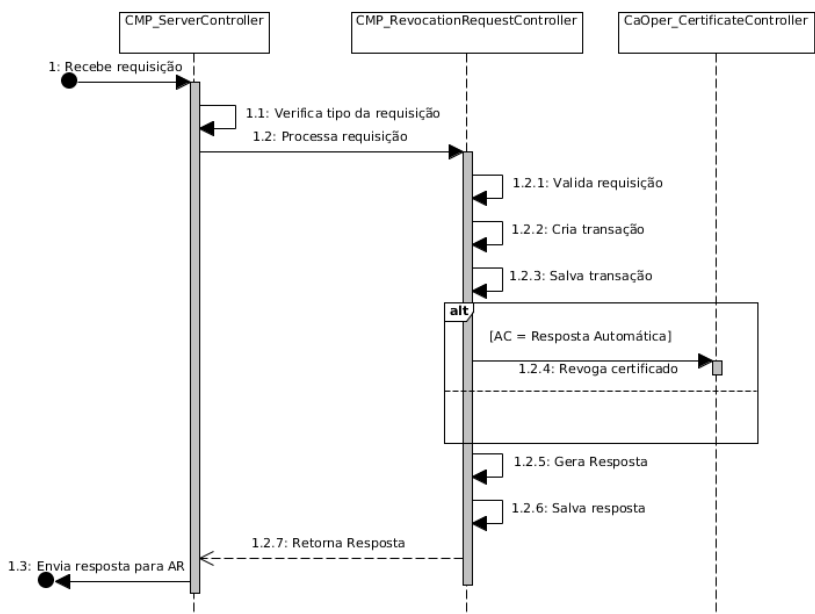 CMP_ServerController
CMP_RevocationRequestController
CaOper_CertificateController
1: Recebe requisição
1.1: Verifica tipo da requisição
1.2: Processa requisição
1.2.1: Valida requisição
1.2.2: Cria transação
1.2.3: Salva transação
alt
[AC = Resposta Automática]
1.2.4: Revoga certificado
1.2.5: Gera Resposta
1.2.6: Salva resposta
1.2.7: Retorna Resposta
1.3: Envia resposta para AR